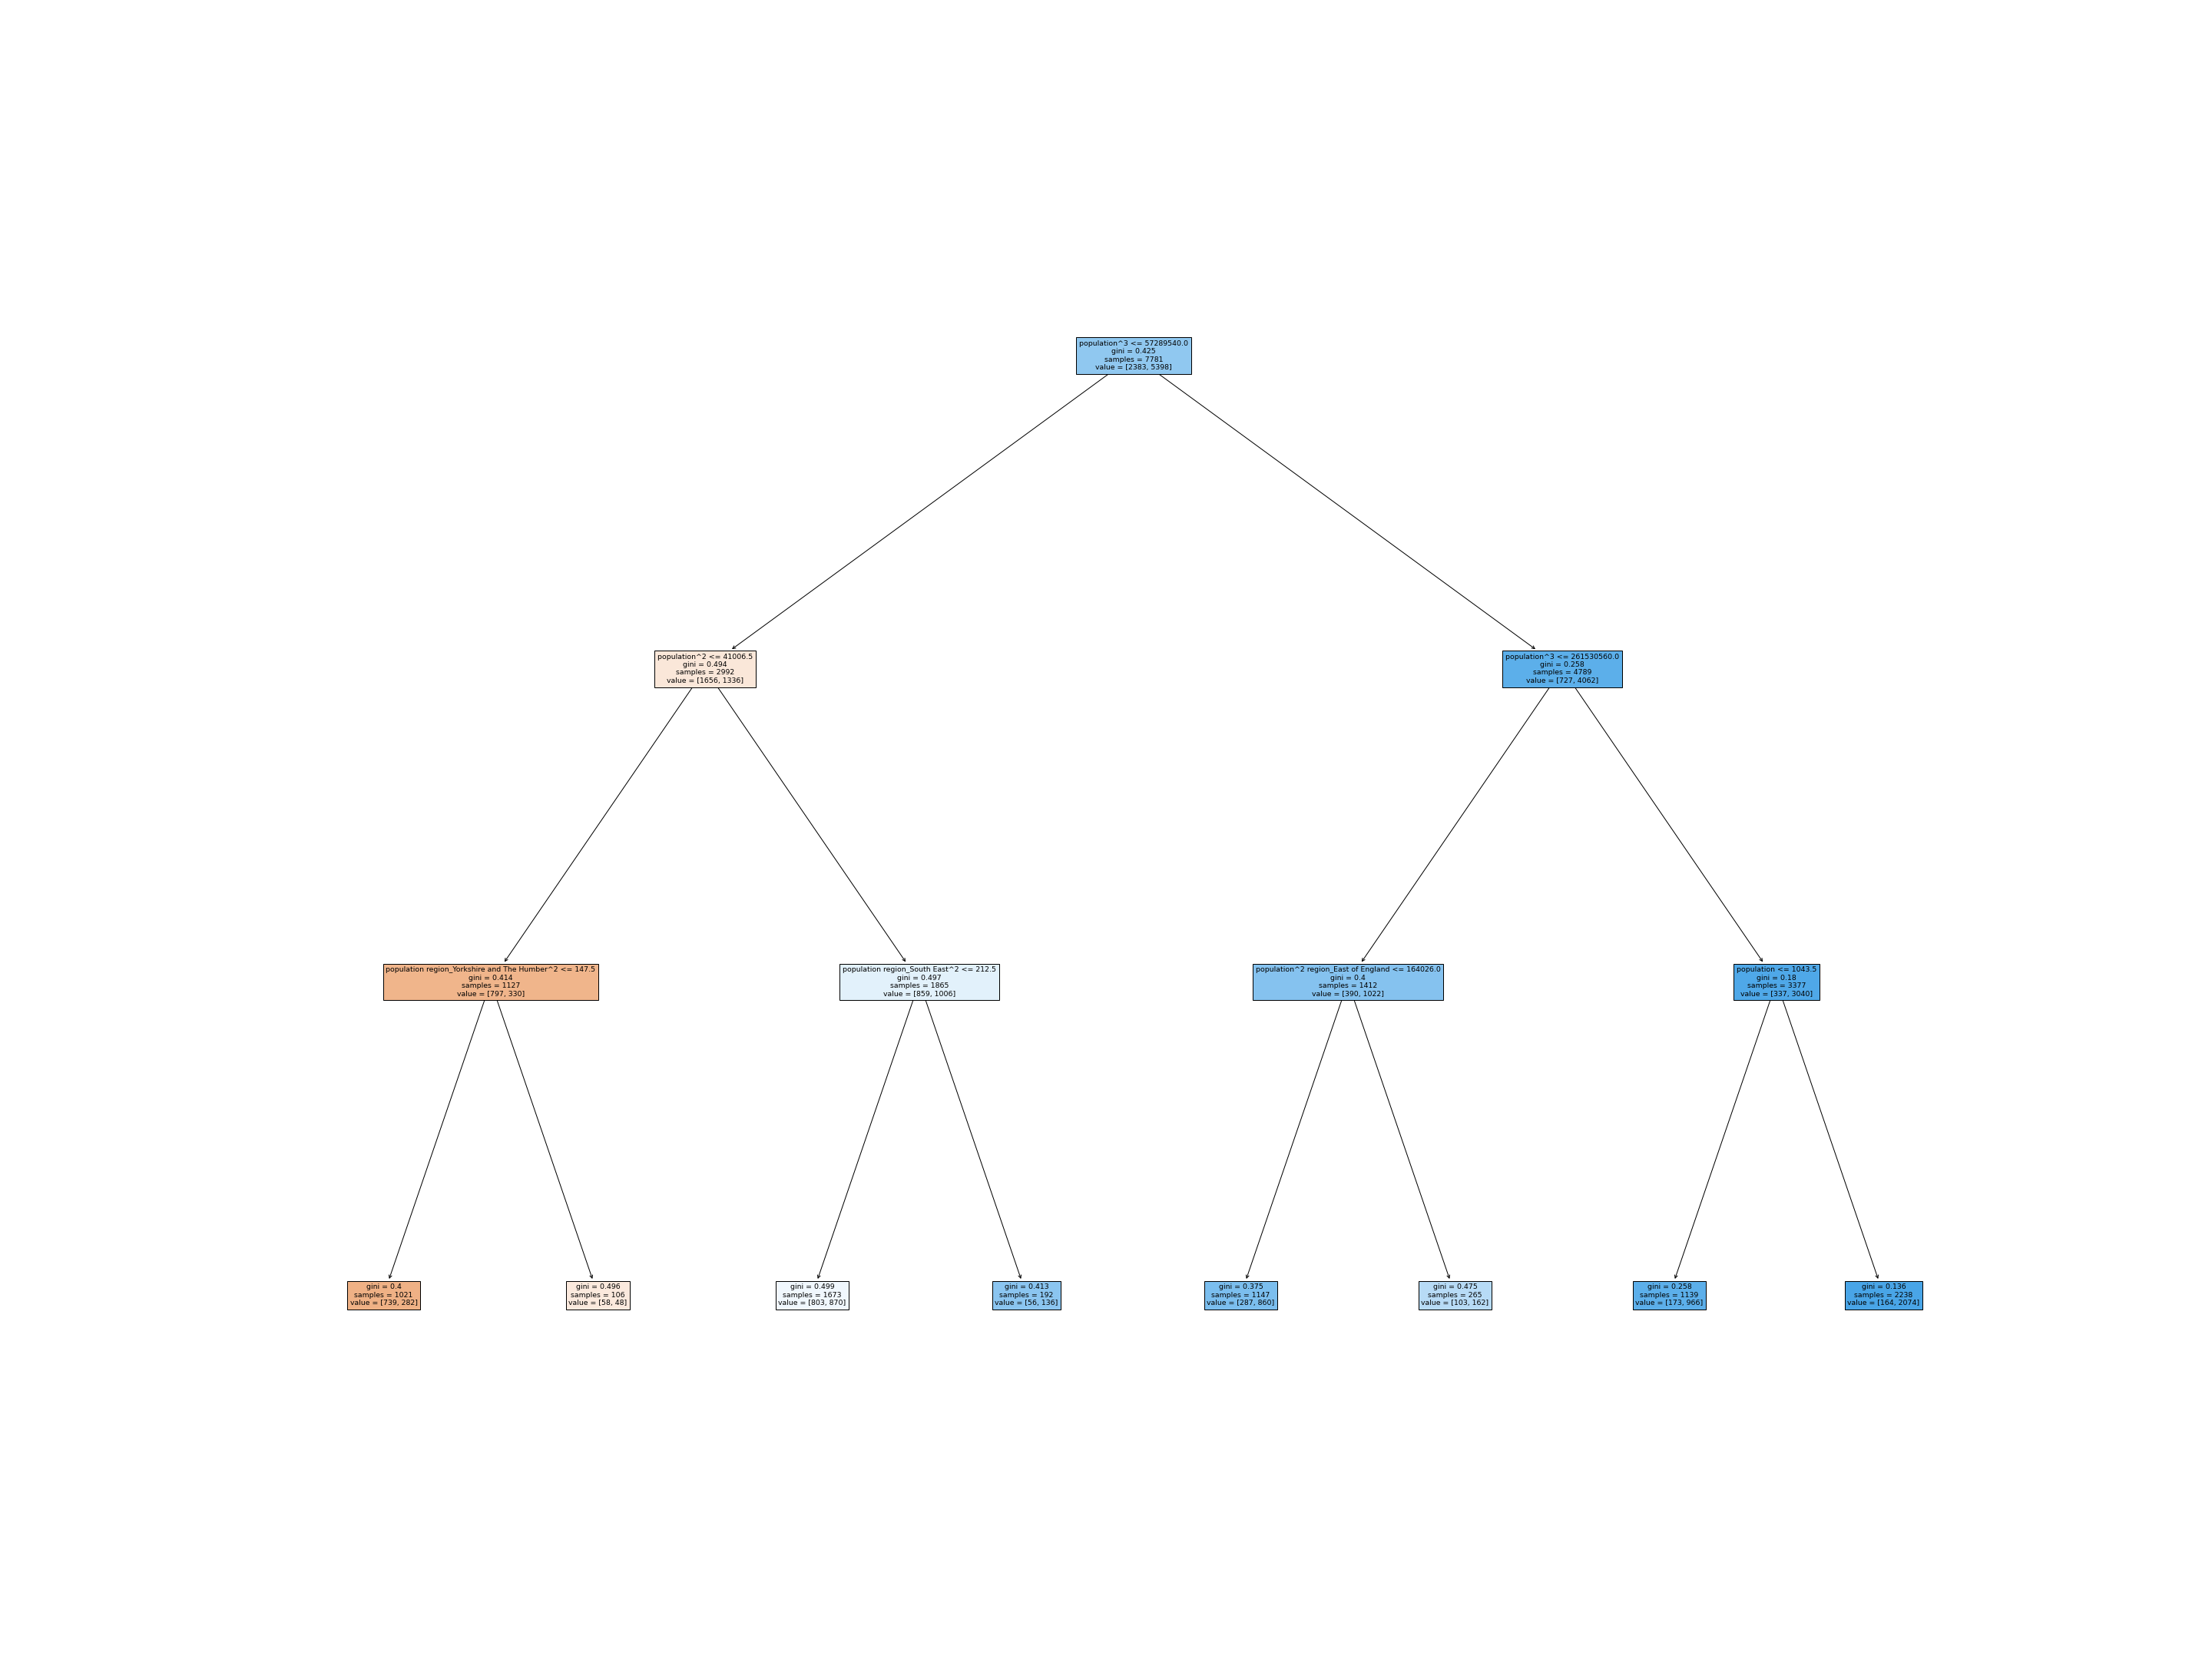 population^3 <= 57289540.0
gini = 0.425
samples = 7781
value = [2383, 5398]
population^2 <= 41006.5
gini = 0.494
samples = 2992
value = [1656, 1336]
population^3 <= 261530560.0
gini = 0.258
samples = 4789
value = [727, 4062]
population region_Yorkshire and The Humber^2 <= 147.5
gini = 0.414
samples = 1127
value = [797, 330]
population region_South East^2 <= 212.5
gini = 0.497
samples = 1865
value = [859, 1006]
population^2 region_East of England <= 164026.0
gini = 0.4
samples = 1412
value = [390, 1022]
population <= 1043.5
gini = 0.18
samples = 3377
value = [337, 3040]
gini = 0.4
samples = 1021
value = [739, 282]
gini = 0.496
samples = 106
value = [58, 48]
gini = 0.499
samples = 1673
value = [803, 870]
gini = 0.413
samples = 192
value = [56, 136]
gini = 0.375
samples = 1147
value = [287, 860]
gini = 0.475
samples = 265
value = [103, 162]
gini = 0.258
samples = 1139
value = [173, 966]
gini = 0.136
samples = 2238
value = [164, 2074]